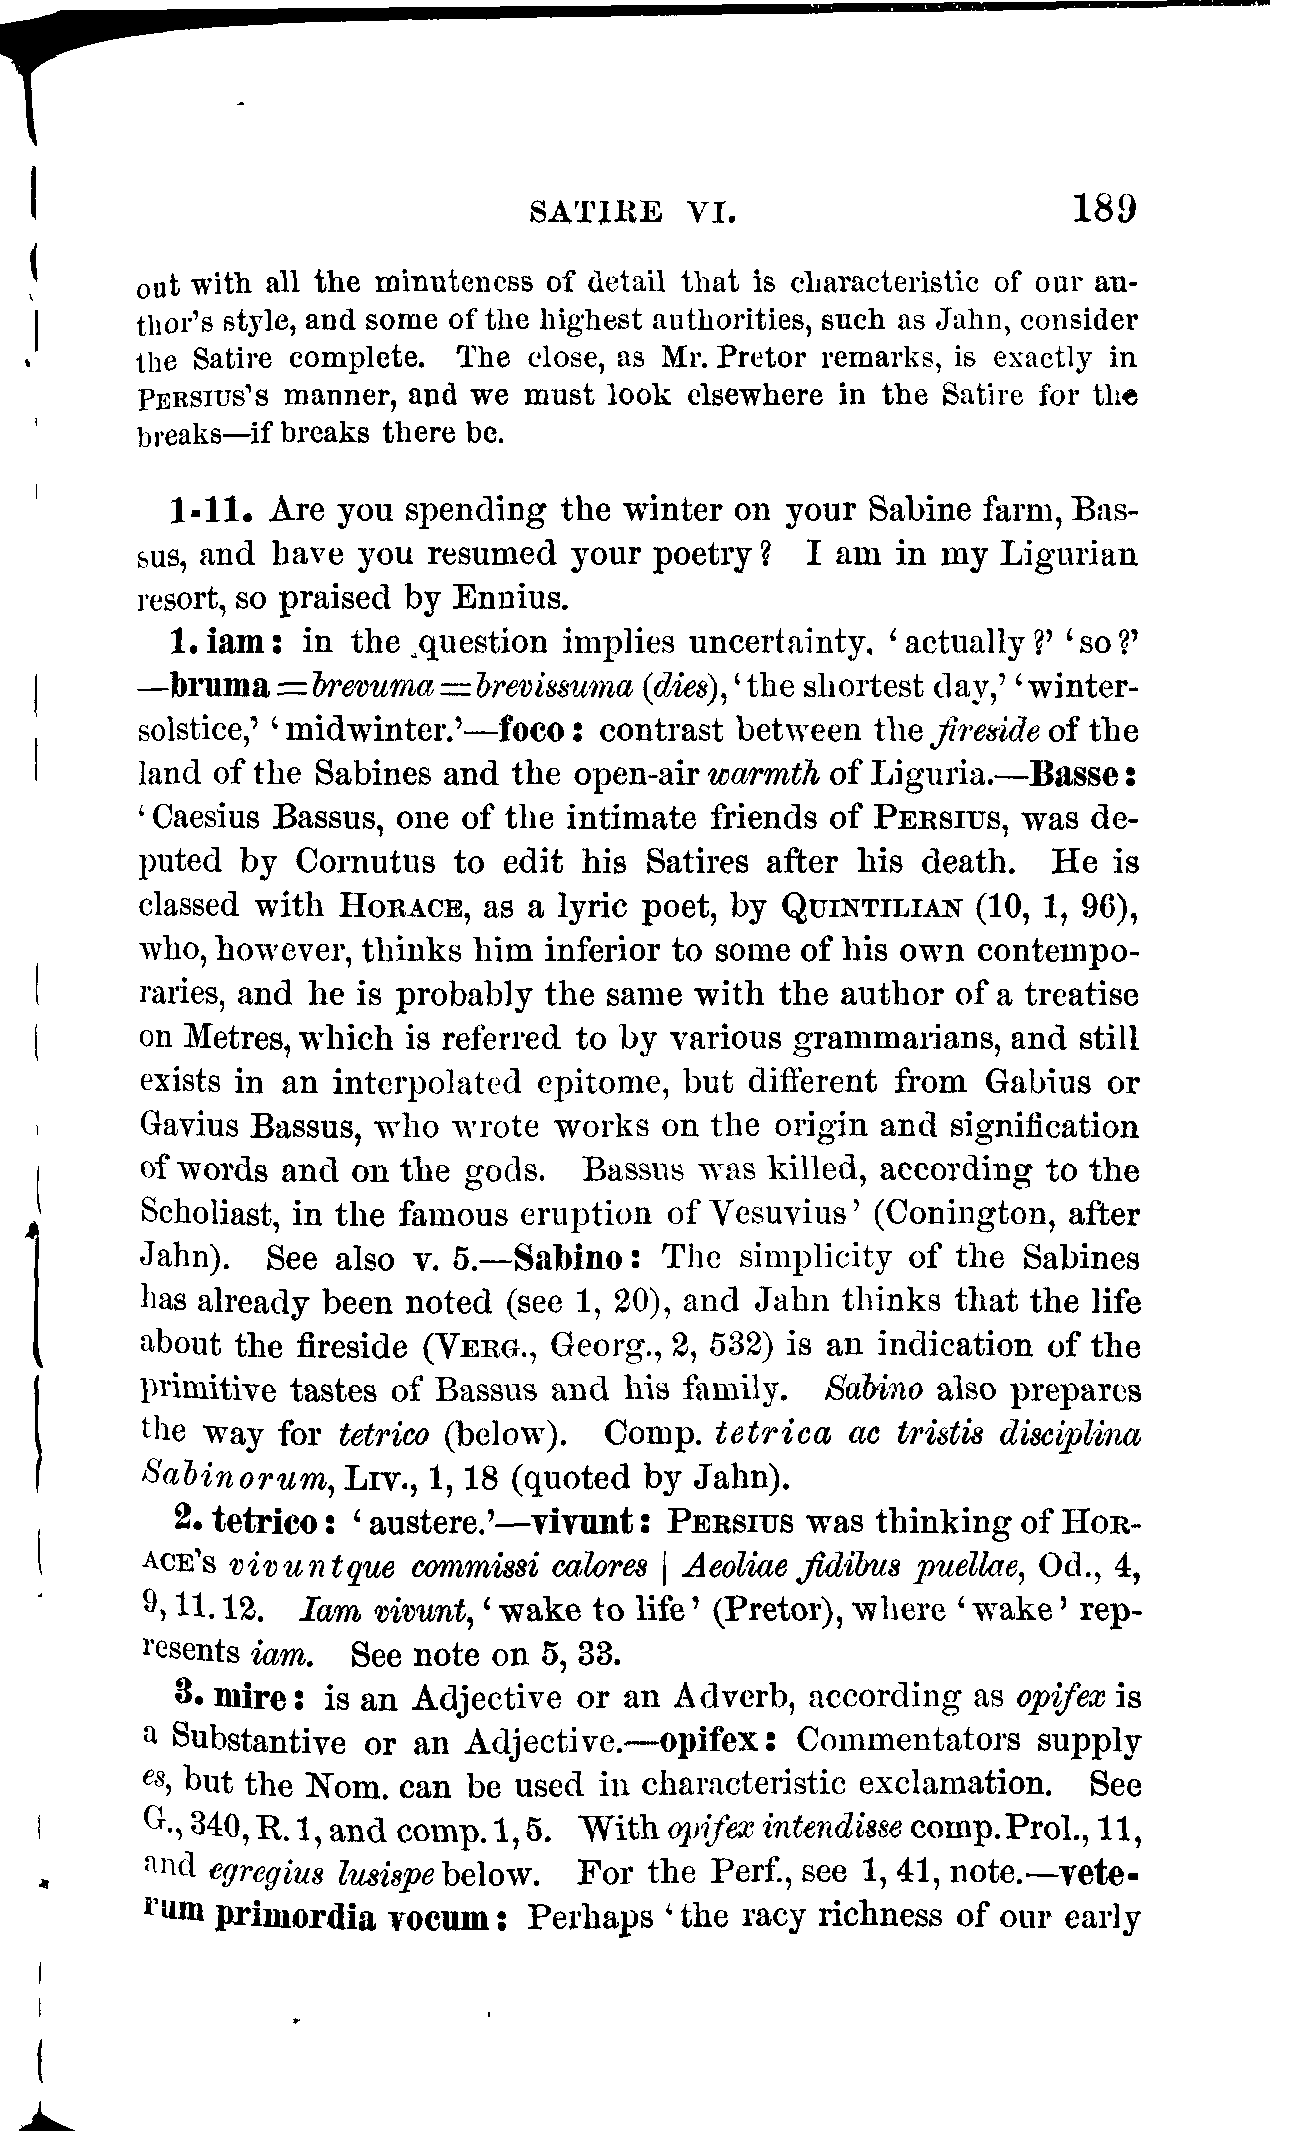 SATIRE VI. 189
out with all the minuteness of detail that is characteristic of our au-
thor's style, and some of the highest authorities, such as Jahn, consider
the Satire complete. The close, as Mr. Pretor remarks, is exactly in
PERSIUS'S manner, and we must look elsewhere in the Satire for the
breaks—if breaks there be.
1-11. Are you spending the winter on your Sabine farm, Bas-
sus, and have you resumed your poetry? I am in my Ligurian
resort, so praised by Ennius.
1. iam: in the question implies uncertainty. 'actually?' 'so?'
—bruma=brevuma=brevissuma (dies), 'the shortest day,' 'winter-
solstice,' 'midwinter.'—foco: contrast between the fireside of the
land of the Sabines and the open-air warmth of Liguria.—Basse:
'Caesius Bassus, one of the intimate friends of PERSIUS, was de-
puted by Cornutus to edit his Satires after his death. He is
classed with HORACE, as a lyric poet, by QUINTILIAN (10, 1, 96),
who, however, thinks him inferior to some of his own contempo-
raries, and he is probably the same with the author of a treatise
on Metres, which is referred to by various grammarians, and still
exists in an interpolated epitome, but different from Gabius or
Gavius Bassus, who wrote works on the origin and signification
of words and on the gods. Bassus was killed, according to the
Scholiast, in the famous eruption of Vesuvius' (Conington, after
Jahn). See also v. 5.—Sabino: The simplicity of the Sabines
has already been noted (see 1, 20), and Jahn thinks that the life
about the fireside (VERG., Georg., 2, 532) is an indication of the
primitive tastes of Bassus and his family. Sabino also prepares
the way for tetrico (below). Comp. tetrica ac tristis disciplina
Sabinorum, LIV., 1, 18 (quoted by Jahn).
2. tetrico: 'austere.'—vivunt: PERSIUS was thinking of HOR-
ACE'S vivuntque commissi calores | Aeoliae fidibus puellae, Od., 4,
9, 11. 12. Iam vivunt, 'wake to life' (Pretor), where 'wake' rep-
resents iam. See note on 5, 33.
3. mire: is an Adjective or an Adverb, according as opifex is
a Substantive or an Adjective.—opifex: Commentators supply
es, but the Nom. can be used in characteristic exclamation. See
G., 340, R. 1, and comp. 1, 5. With opifex intendisse comp. Prol., 11,
and egregius lusispe below. For the Perf., see 1, 41, note.—vete-
rum primordia vocum: Perhaps 'the racy richness of our early